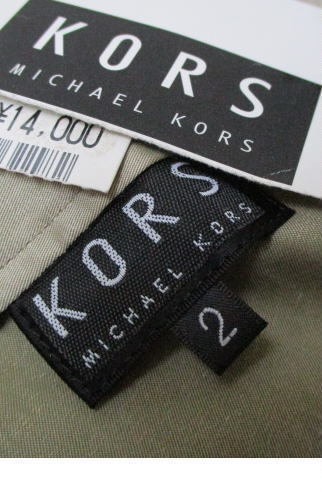 KORS
MICHAEL KORS
¥14,000
KORS
MICHAEL KORS
2